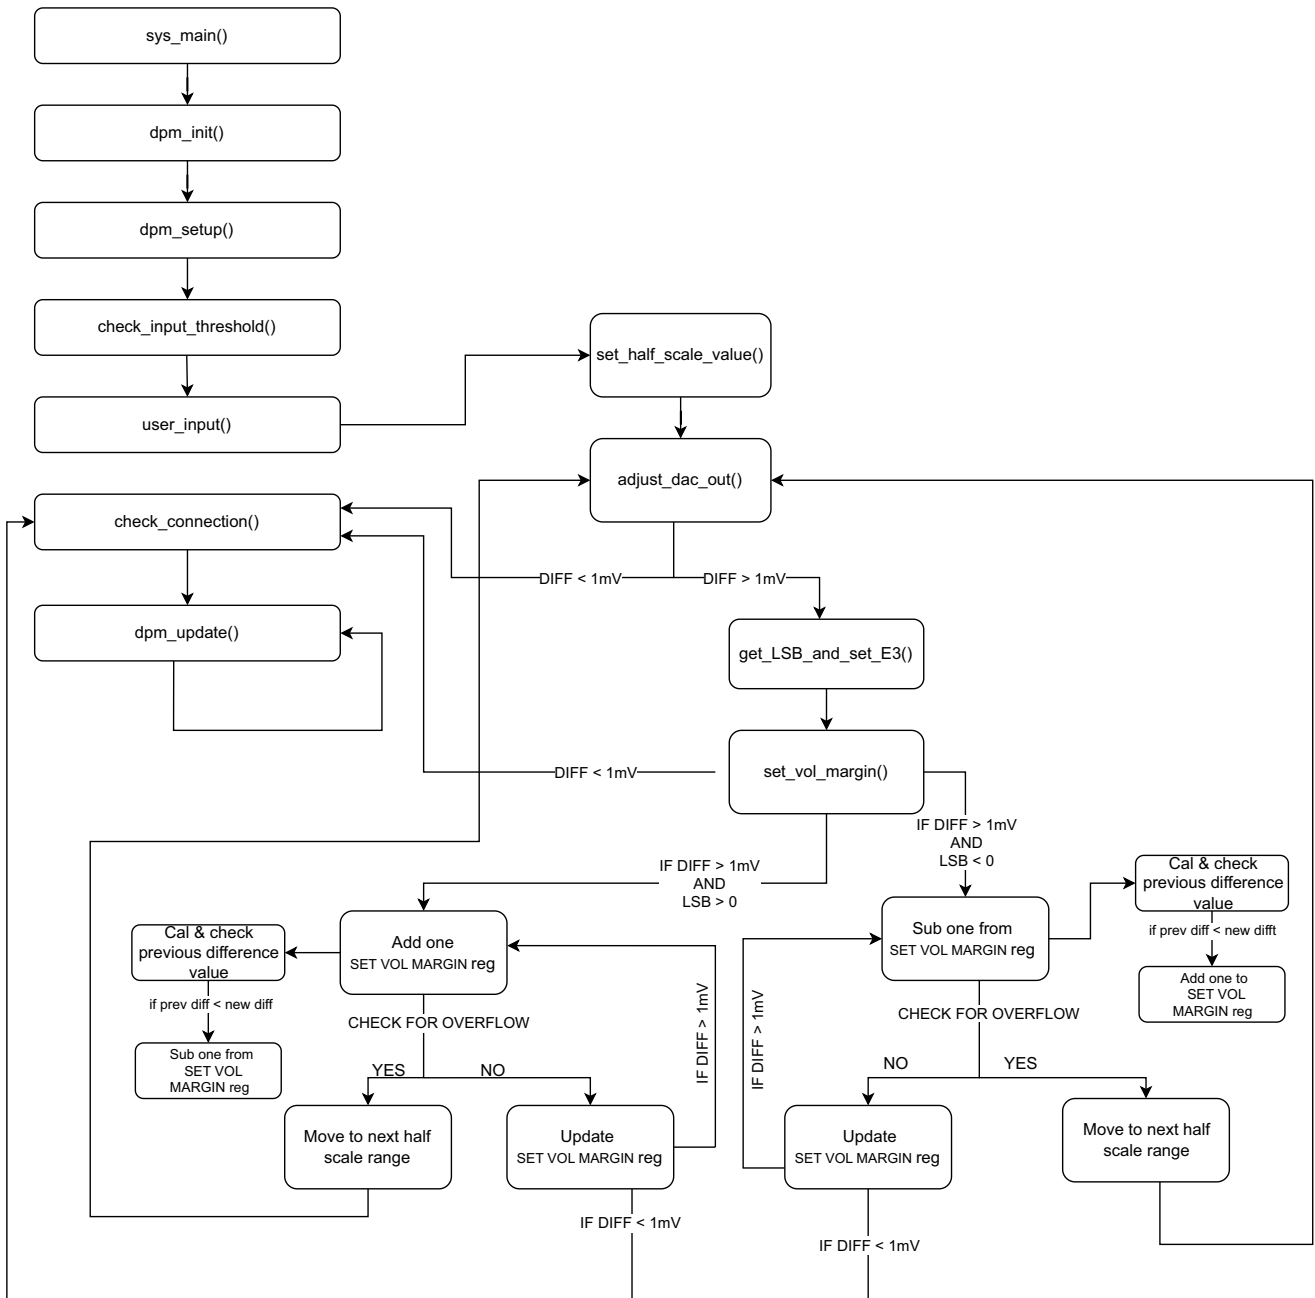 sys_main()
dpm_init()
dpm_setup()
check_input_threshold()
user_input()
set_half_scale_value()
adjust_dac_out()
check_connection()
DIFF < 1mV
DIFF > 1mV
dpm_update()
get_LSB_and_set_E3()
set_vol_margin()
DIFF < 1mV
IF DIFF > 1mV
AND
LSB < 0
IF DIFF > 1mV
AND
LSB > 0
Cal & check
previous difference
value
if prev diff < new difft
Add one to
SET VOL
MARGIN reg
Sub one from
SET VOL MARGIN reg
Add one
SET VOL MARGIN reg
Cal & check
previous difference
value
if prev diff < new diff
Sub one from
SET VOL
MARGIN reg
CHECK FOR OVERFLOW
YES
NO
IF DIFF > 1mV
Move to next half
scale range
Update
SET VOL MARGIN reg
IF DIFF < 1mV
CHECK FOR OVERFLOW
NO
YES
IF DIFF > 1mV
Update
SET VOL MARGIN reg
Move to next half
scale range
IF DIFF < 1mV